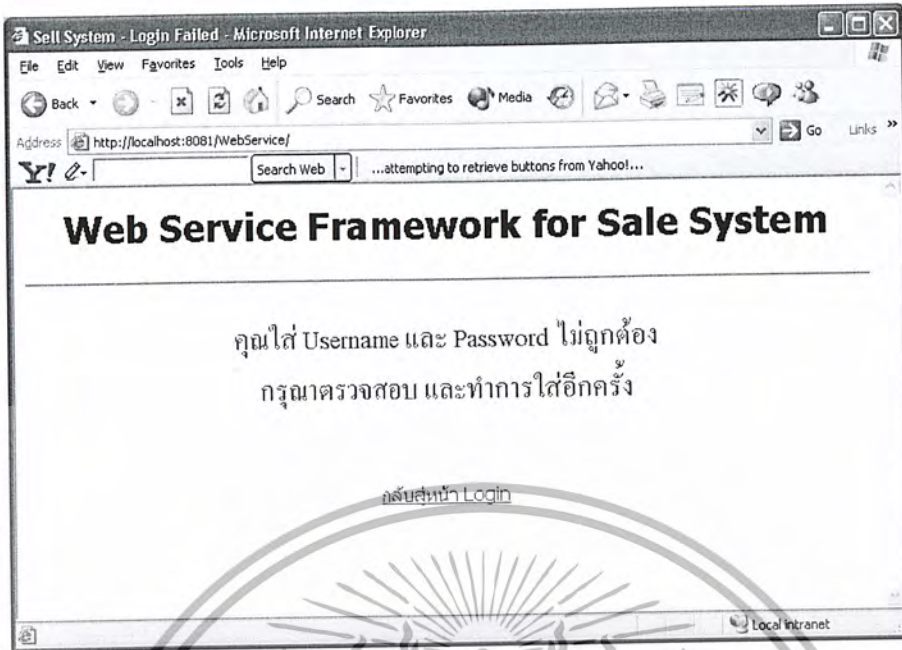 Sell System - Login Failed - Microsoft Internet Explorer
File Edit View Favorites Tools Help
Back Search Favorites Media
Address http://localhost:8081/WebService/ Go Links »
Y! Search Web ...attempting to retrieve buttons from Yahoo!...
Web Service Framework for Sale System
คุณใส่ Username และ Password ไม่ถูกต้อง
กรุณาตรวจสอบ และทำการใส่อีกครั้ง
กลับสู่หน้า Login
Local intranet